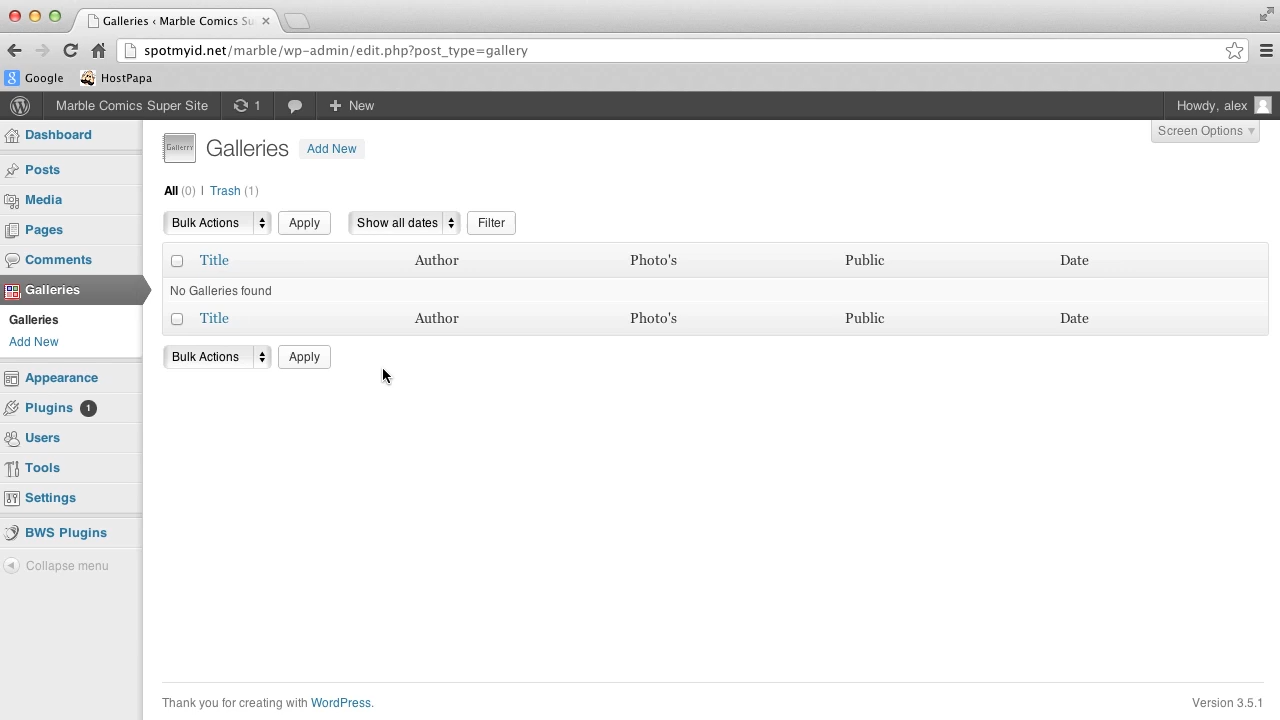 Galleries ‹ Marble Comics Su
spotmyid.net/marble/wp-admin/edit.php?post_type=gallery
Google HostPapa
Marble Comics Super Site 1 New Howdy, alex
Screen Options
Gallery
Galleries Add New
All (0) | Trash (1)
Bulk Actions Apply Show all dates Filter
Title Author Photo's Public Date
No Galleries found
Title Author Photo's Public Date
Bulk Actions Apply
Dashboard
Posts
Media
Pages
Comments
Galleries
Galleries
Add New
Appearance
Plugins 1
Users
Tools
Settings
BWS Plugins
Collapse menu
Thank you for creating with WordPress. Version 3.5.1